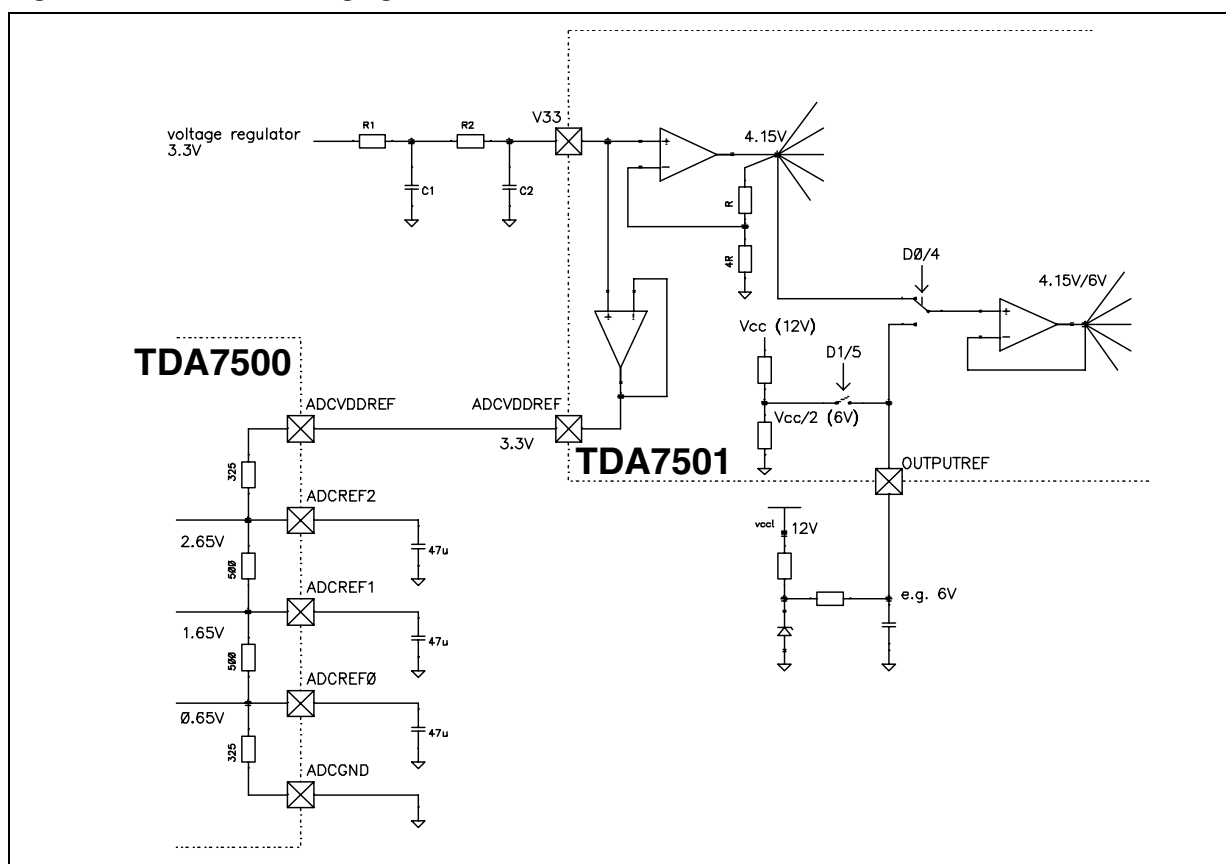 V33
voltage regulator
3.3V
R1
R2
C1
C2
4.15V
R
4R
DØ/4
4.15V/6V
Vcc (12V)
D1/5
Vcc/2 (6V)
TDA7500
ADCVDDREF
ADCVDDREF
3.3V
TDA7501
OUTPUTREF
325
ADCREF2
2.65V
47u
500
ADCREF1
1.65V
47u
500
ADCREFØ
Ø.65V
47u
325
ADCGND
vccl
12V
e.g. 6V